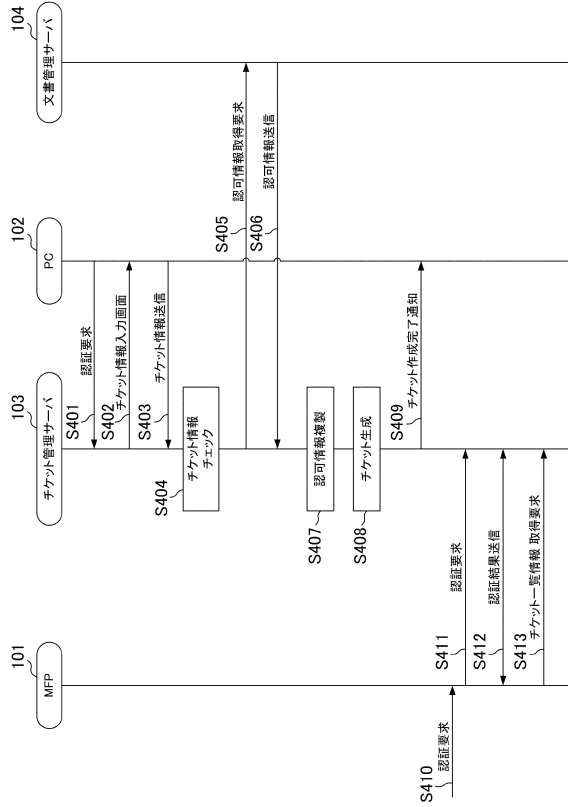 101
MFP
103
チケット管理サーバ
102
PC
104
文書管理サーバ
S401
認証要求
S402
チケット情報入力画面
S403
チケット情報送信
S404
チケット情報
チェック
S405
認可情報取得要求
S406
認可情報送信
S407
認可情報複製
S408
チケット生成
S409
チケット作成完了通知
S410
認証要求
S411
認証要求
S412
認証結果送信
S413
チケット一覧情報 取得要求